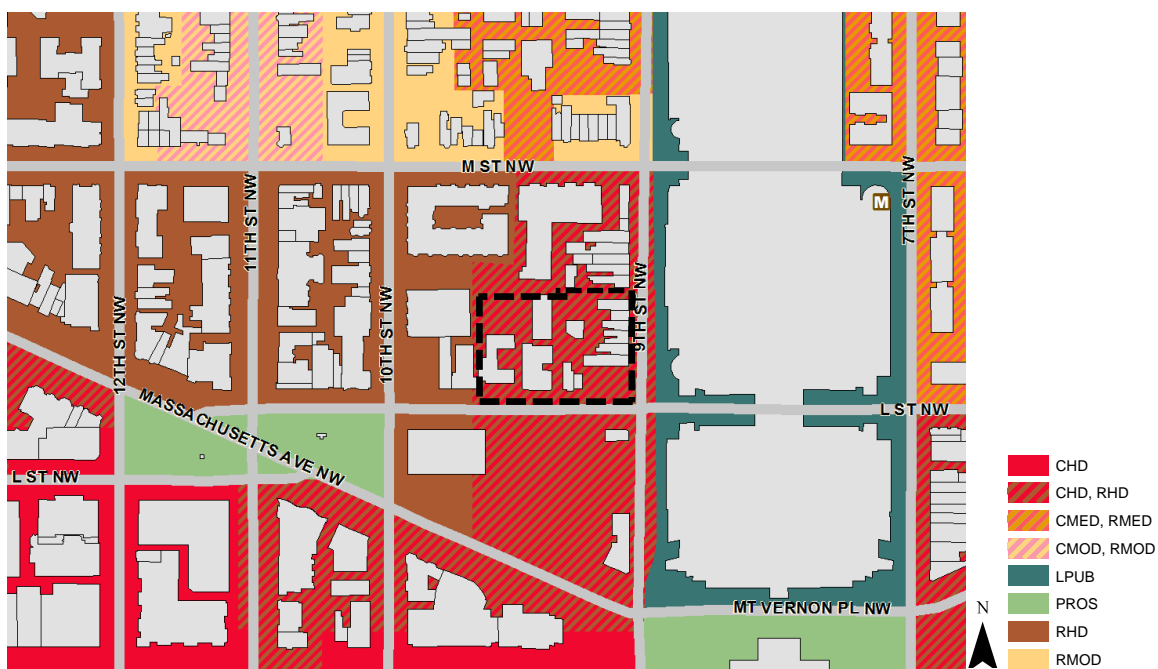 M ST NW
M
11TH ST NW
7TH ST NW
12TH ST NW
10TH ST NW
9TH ST NW
MASSACHUSETTS AVE NW
L ST NW
L ST NW
MT VERNON PL NW
CHD
CHD, RHD
CMED, RMED
CMOD, RMOD
LPUB
PROS
RHD
RMOD
N